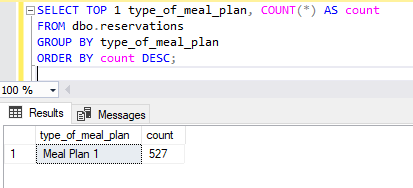 SELECT TOP 1 type_of_meal_plan, COUNT(*) AS count
FROM dbo.reservations
GROUP BY type_of_meal_plan
ORDER BY count DESC;
100 %
Results Messages
type_of_meal_plan count
1 Meal Plan 1 527